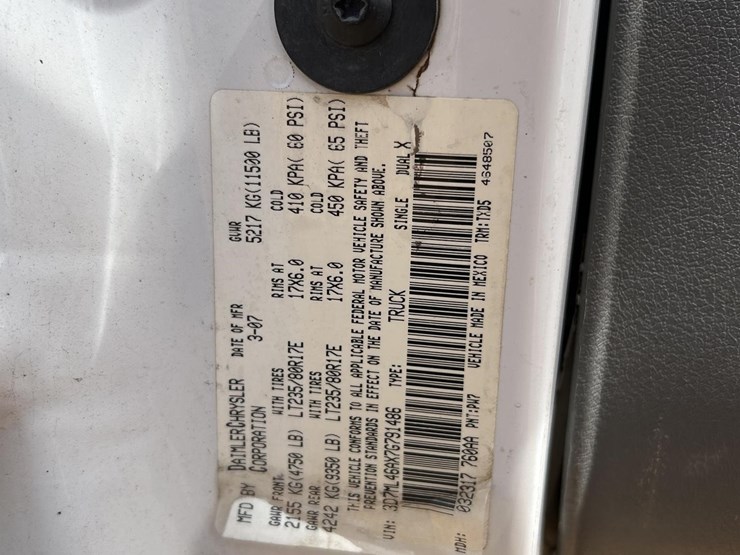 MFD BY DAIMLERCHRYSLER CORPORATION DATE OF MFR 3-07 GVWR 5217 KG(11500 LB)
GAWR FRONT WITH TIRES RIMS AT COLD
2155 KG(4750 LB) LT235/80R17E 17X6.0 410 KPA( 60 PSI)
GAWR REAR WITH TIRES RIMS AT COLD
4242 KG(9350 LB) LT235/80R17E 17X6.0 450 KPA( 65 PSI)
THIS VEHICLE CONFORMS TO ALL APPLICABLE FEDERAL MOTOR VEHICLE SAFETY AND THEFT
PREVENTION STANDARDS IN EFFECT ON THE DATE OF MANUFACTURE SHOWN ABOVE.
VIN: 3D7ML46AX7G791486 TYPE: TRUCK SINGLE DUAL X
MDH: 032317 760AA PNT:PW7 VEHICLE MADE IN MEXICO TRM:TXD5 4648507